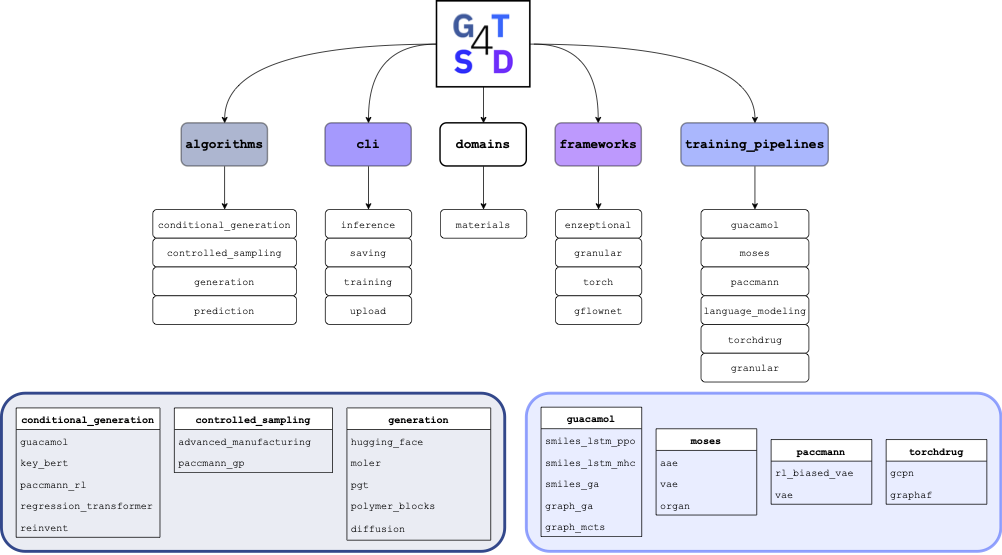 G T
4
S D
algorithms
cli
domains
frameworks
training_pipelines
conditional_generation
controlled_sampling
generation
prediction
inference
saving
training
upload
materials
enzeptional
granular
torch
gflownet
guacamol
moses
paccmann
language_modeling
torchdrug
granular
conditional_generation
guacamol
key_bert
paccmann_rl
regression_transformer
reinvent
controlled_sampling
advanced_manufacturing
paccmann_gp
generation
hugging_face
moler
pgt
polymer_blocks
diffusion
guacamol
smiles_lstm_ppo
smiles_lstm_mhc
smiles_ga
graph_ga
graph_mcts
moses
aae
vae
organ
paccmann
rl_biased_vae
vae
torchdrug
gcpn
graphaf